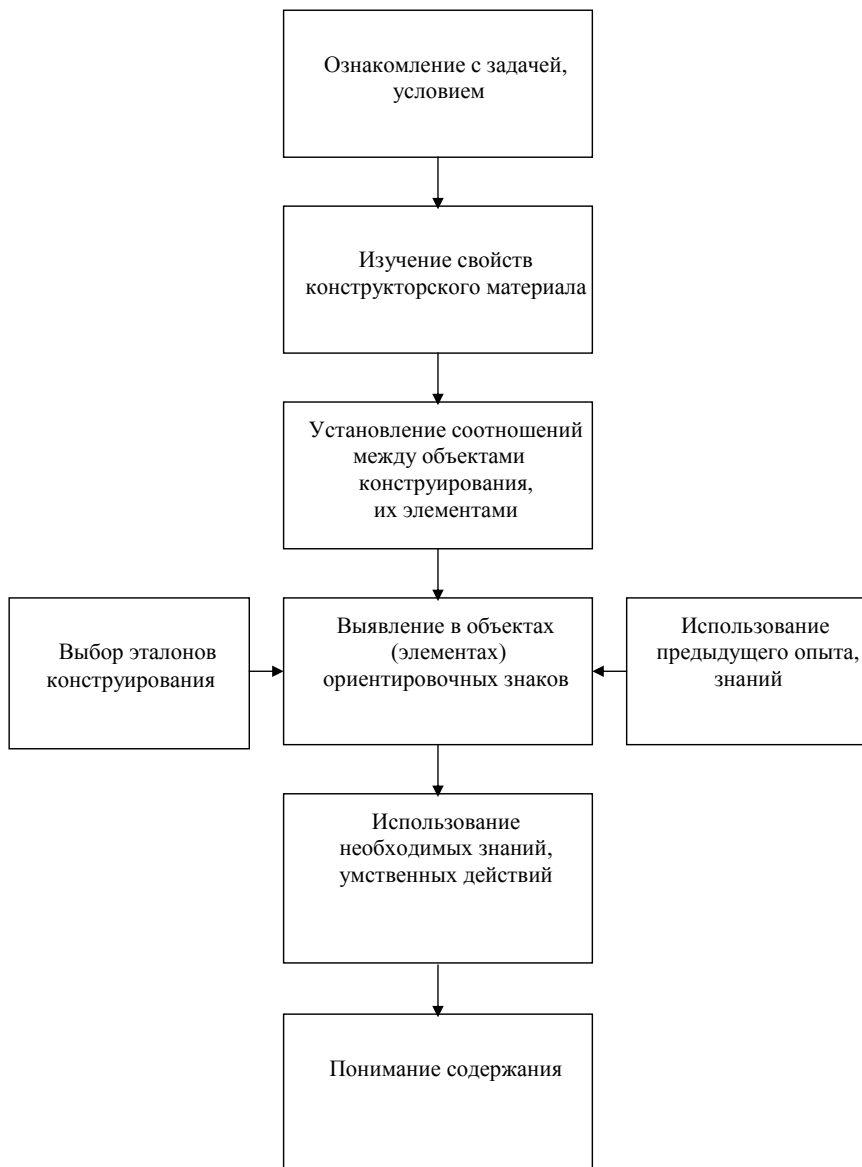 Ознакомление с задачей,
условием
Изучение свойств
конструкторского материала
Установление соотношений
между объектами
конструирования,
их элементами
Выбор эталонов
конструирования
Выявление в объектах
(элементах)
ориентировочных знаков
Использование
предыдущего опыта,
знаний
Использование
необходимых знаний,
умственных действий
Понимание содержания